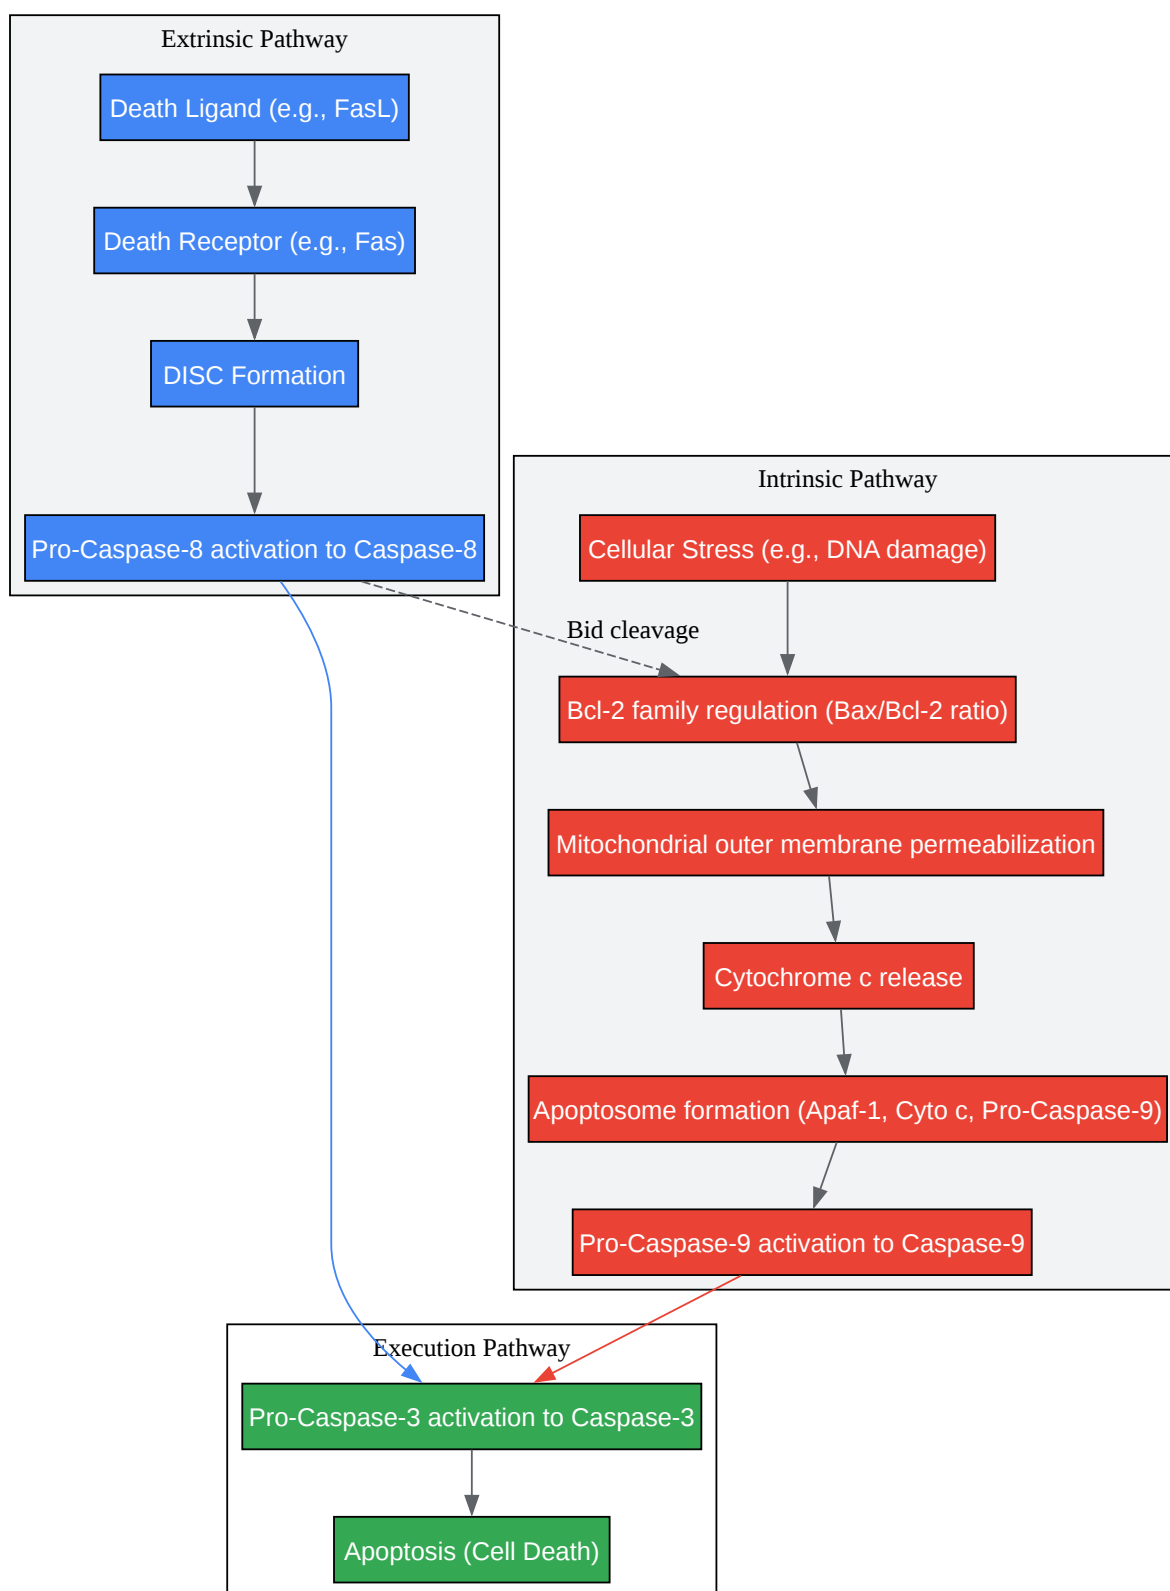 Extrinsic Pathway
Death Ligand (e.g., FasL)
Death Receptor (e.g., Fas)
DISC Formation
Pro-Caspase-8 activation to Caspase-8
Intrinsic Pathway
Cellular Stress (e.g., DNA damage)
Bid cleavage
Bcl-2 family regulation (Bax/Bcl-2 ratio)
Mitochondrial outer membrane permeabilization
Cytochrome c release
Apoptosome formation (Apaf-1, Cyto c, Pro-Caspase-9)
Pro-Caspase-9 activation to Caspase-9
Execution Pathway
Pro-Caspase-3 activation to Caspase-3
Apoptosis (Cell Death)